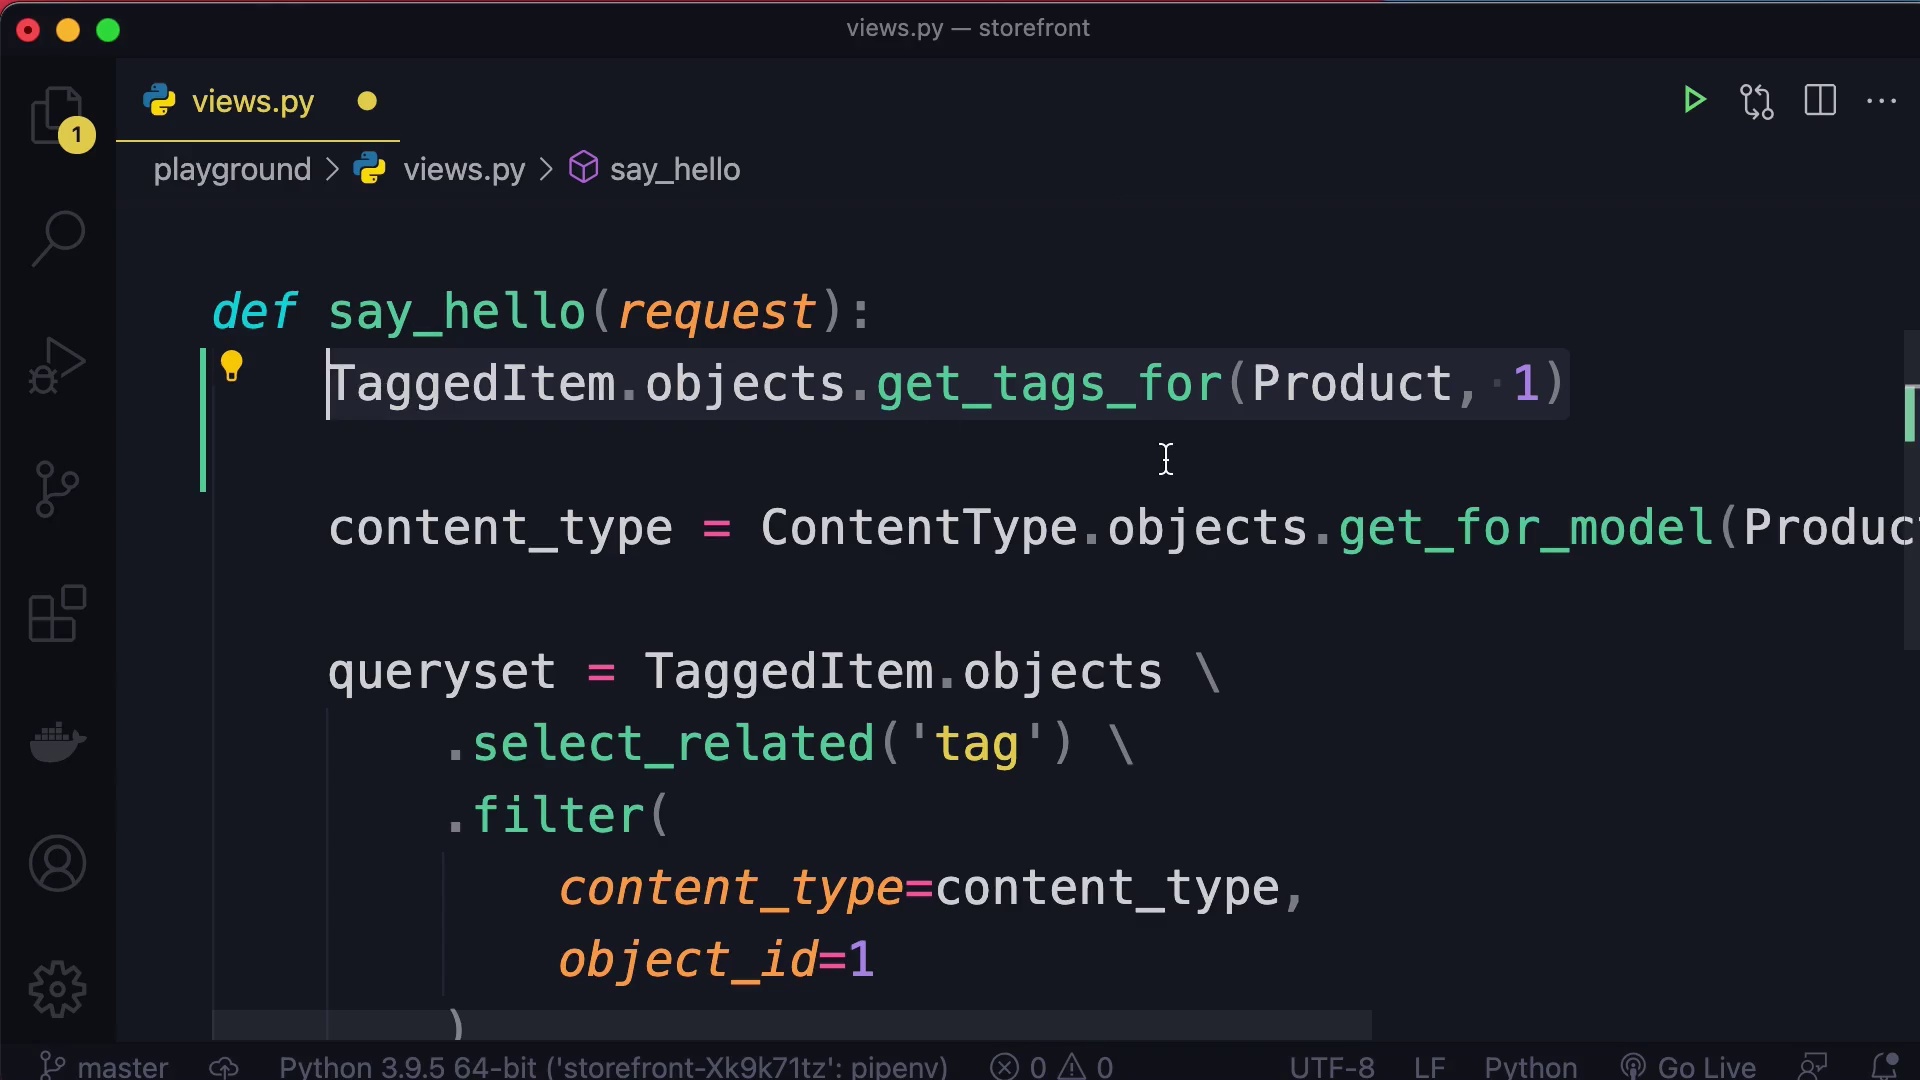 views.py — storefront
views.py
1
playground > views.py > say_hello
def say_hello(request):
TaggedItem.objects.get_tags_for(Product, 1)
content_type = ContentType.objects.get_for_model(Produc
queryset = TaggedItem.objects \
.select_related('tag') \
.filter(
content_type=content_type,
object_id=1
)
master Python 3.9.5 64-bit ('storefront-Xk9k71tz': pipenv) 0 0 UTF-8 LF Python Go Live